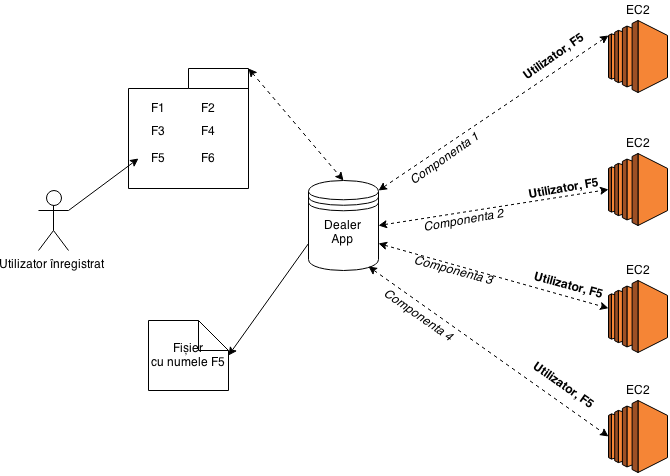 EC2
Utilizator, F5
F1 F2
F3 F4
F5 F6
Componenta 1
EC2
Utilizator, F5
Dealer
App
Componenta 2
Utilizator înregistrat
EC2
Componenta 3
Utilizator, F5
Componenta 4
Fișier
cu numele F5
Utilizator, F5
EC2